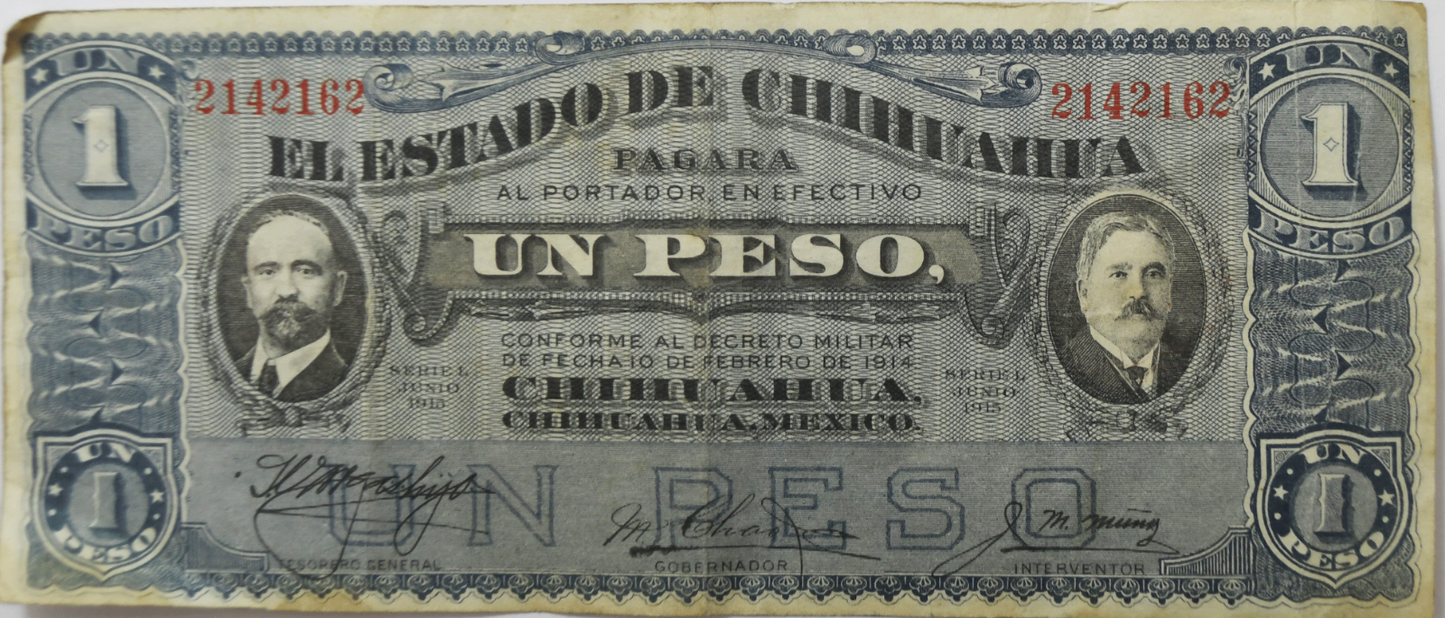 UN
1
PESO
2142162
EL ESTADO DE CHIHUAHUA
2142162
UN
1
PESO
PAGARA
AL PORTADOR EN EFECTIVO
UN PESO,
CONFORME AL DECRETO MILITAR
DE FECHA 10 DE FEBRERO DE 1914
CHIHUAHUA,
CHIHUAHUA, MEXICO.
SERIE L
JUNIO
1915
SERIE L
JUNIO
1915
UN
1
PESO
UN PESO
UN
1
PESO
TESORERO GENERAL
GOBERNADOR
J. M. Muñoz
INTERVENTOR